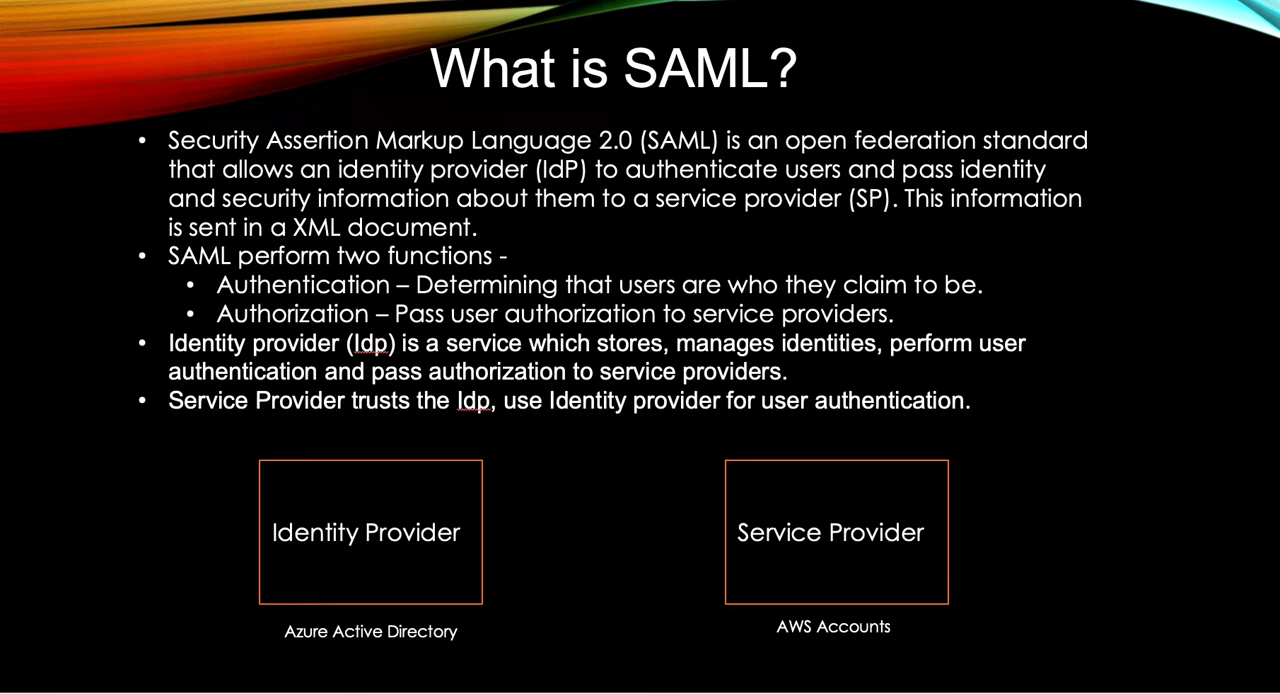 What is SAML?
• Security Assertion Markup Language 2.0 (SAML) is an open federation standard
that allows an identity provider (IdP) to authenticate users and pass identity
and security information about them to a service provider (SP). This information
is sent in a XML document.
• SAML perform two functions -
• Authentication – Determining that users are who they claim to be.
• Authorization – Pass user authorization to service providers.
• Identity provider (Idp) is a service which stores, manages identities, perform user
authentication and pass authorization to service providers.
• Service Provider trusts the Idp, use Identity provider for user authentication.
Identity Provider
Service Provider
Azure Active Directory
AWS Accounts